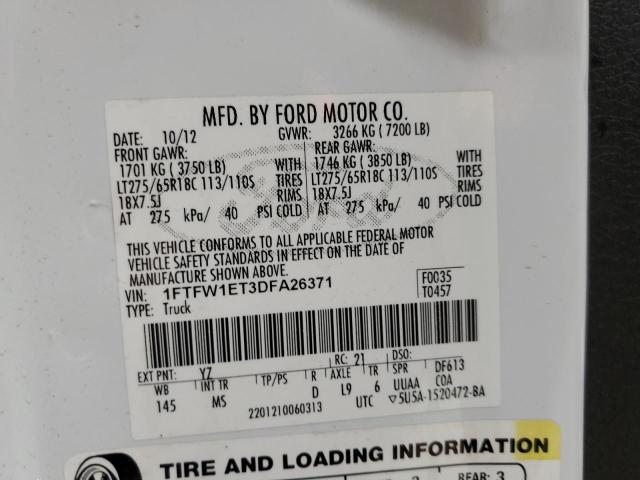 MFD. BY FORD MOTOR CO.
DATE: 10/12 GVWR: 3266 KG ( 7200 LB)
FRONT GAWR: REAR GAWR:
1701 KG ( 3750 LB) WITH 1746 KG ( 3850 LB) WITH
LT275/65R18C 113/110S TIRES LT275/65R18C 113/110S TIRES
18X7.5J RIMS 18X7.5J RIMS
AT 275 kPa/ 40 PSI COLD AT 275 kPa/ 40 PSI COLD
THIS VEHICLE CONFORMS TO ALL APPLICABLE FEDERAL MOTOR
VEHICLE SAFETY STANDARDS IN EFFECT ON THE DATE OF
MANUFACTURE SHOWN ABOVE.
VIN: 1FTFW1ET3DFA26371 F0035
TYPE: Truck T0457
EXT PNT: YZ RC: 21 DSO:
WB INT TR TP/PS R AXLE TR SPR DF613
145 MS D L9 6 UUAA COA
2201210060313 UTC ▽5U5A-1520472-BA
TIRE AND LOADING INFORMATION
REAR: 3